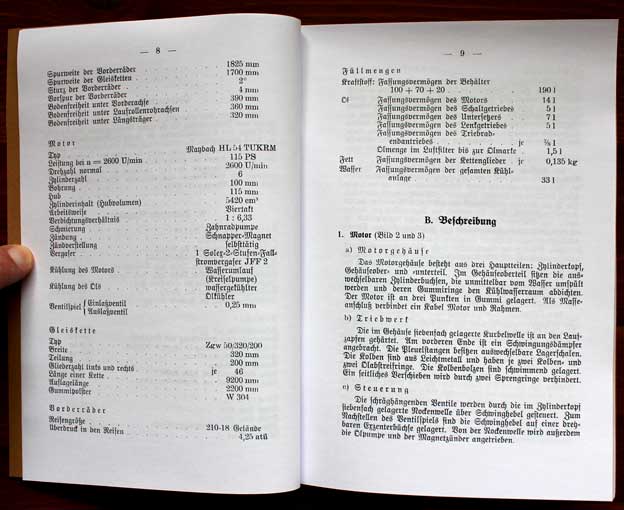 — 8 —
Spurweite der Vorderräder 1825 mm
Spurweite der Gleisketten 1700 mm
Sturz der Vorderräder 2°
Vorspur der Vorderräder 4 mm
Bodenfreiheit unter Vorderachse 390 mm
Bodenfreiheit unter Laufrollenrohrachsen 360 mm
Bodenfreiheit unter Längsträger 320 mm
Motor
Typ Maybach HL 54 TUKRM
Leistung bei n = 2600 U/min 115 PS
Drehzahl normal 2600 U/min
Zylinderzahl 6
Bohrung 100 mm
Hub 115 mm
Zylinderinhalt (Hubvolumen) 5420 cm³
Arbeitsweise Viertakt
Verdichtungsverhältnis 1 : 6,33
Schmierung Zahnradpumpe
Zündung Schnapper-Magnet
Zündverstellung selbsttätig
Vergaser 1 Solex-2-Stufen-Fall-
stromvergaser JFF 2
Kühlung des Motors Wasserumlauf
(Kreiselpumpe)
Kühlung des Öls wassergekühlter
Ölkühler
Ventilspiel { Einlaßventil 0,25 mm
Auslaßventil
Gleiskette
Typ Zgw 50/320/200
Breite 320 mm
Teilung 200 mm
Gliederzahl links und rechts je 46
Länge einer Kette 9200 mm
Auflagelänge 2200 mm
Gummipolster W 304
Vorderräder
Reifengröße 210-18 Gelände
Überdruck in den Reifen 4,25 atü
— 9 —
Füllmengen
Kraftstoff: Fassungsvermögen der Behälter
100 + 70 + 20 190 l
Öl Fassungsvermögen des Motors 14 l
Fassungsvermögen des Schaltgetriebes 5 l
Fassungsvermögen des Untersetzers 7 l
Fassungsvermögen des Lenkgetriebes 5 l
Fassungsvermögen des Triebrad-
endantriebes je l
Ölmenge im Luftfilter bis zur Ölmarke 1,5 l
Fett Fassungsvermögen der Kettenglieder je 0,135 kg
Wasser Fassungsvermögen der gesamten Kühl-
anlage 33 l
B. Beschreibung
1. Motor (Bild 2 und 3)
a) Motorgehäuse
Das Motorgehäuse besteht aus drei Hauptteilen: Zylinderkopf,
Gehäuseober- und -unterteil. Im Gehäuseoberteil sitzen die aus-
wechselbaren Zylinderbuchsen, die unmittelbar vom Wasser umspült
werden und deren Gummiringe den Kühlwasserraum abdichten.
Der Motor ist an drei Punkten in Gummi gelagert. Als Masse-
anschluß verbindet ein Kabel Motor und Rahmen.
b) Triebwerk
Die im Gehäuse siebenfach gelagerte Kurbelwelle ist an den Lauf-
zapfen gehärtet. Am vorderen Ende ist ein Schwingungsdämpfer
angebracht. Die Pleuelstangen besitzen auswechselbare Lagerschalen.
Die Kolben sind aus Leichtmetall und haben je zwei Kolben- und
zwei Ölabstreifringe. Die Kolbenbolzen sind schwimmend gelagert.
Ein seitliches Verschieben wird durch zwei Sprengringe verhindert.
c) Steuerung
Die schräghängenden Ventile werden durch die im Zylinderkopf
siebenfach gelagerte Nockenwelle über Schwinghebel gesteuert. Zum
Nachstellen des Ventilspiels sind die Schwinghebel auf einer dreh-
baren Exzenterbüchse gelagert. Von der Nockenwelle wird außerdem
die Ölpumpe und der Magnetzünder angetrieben.